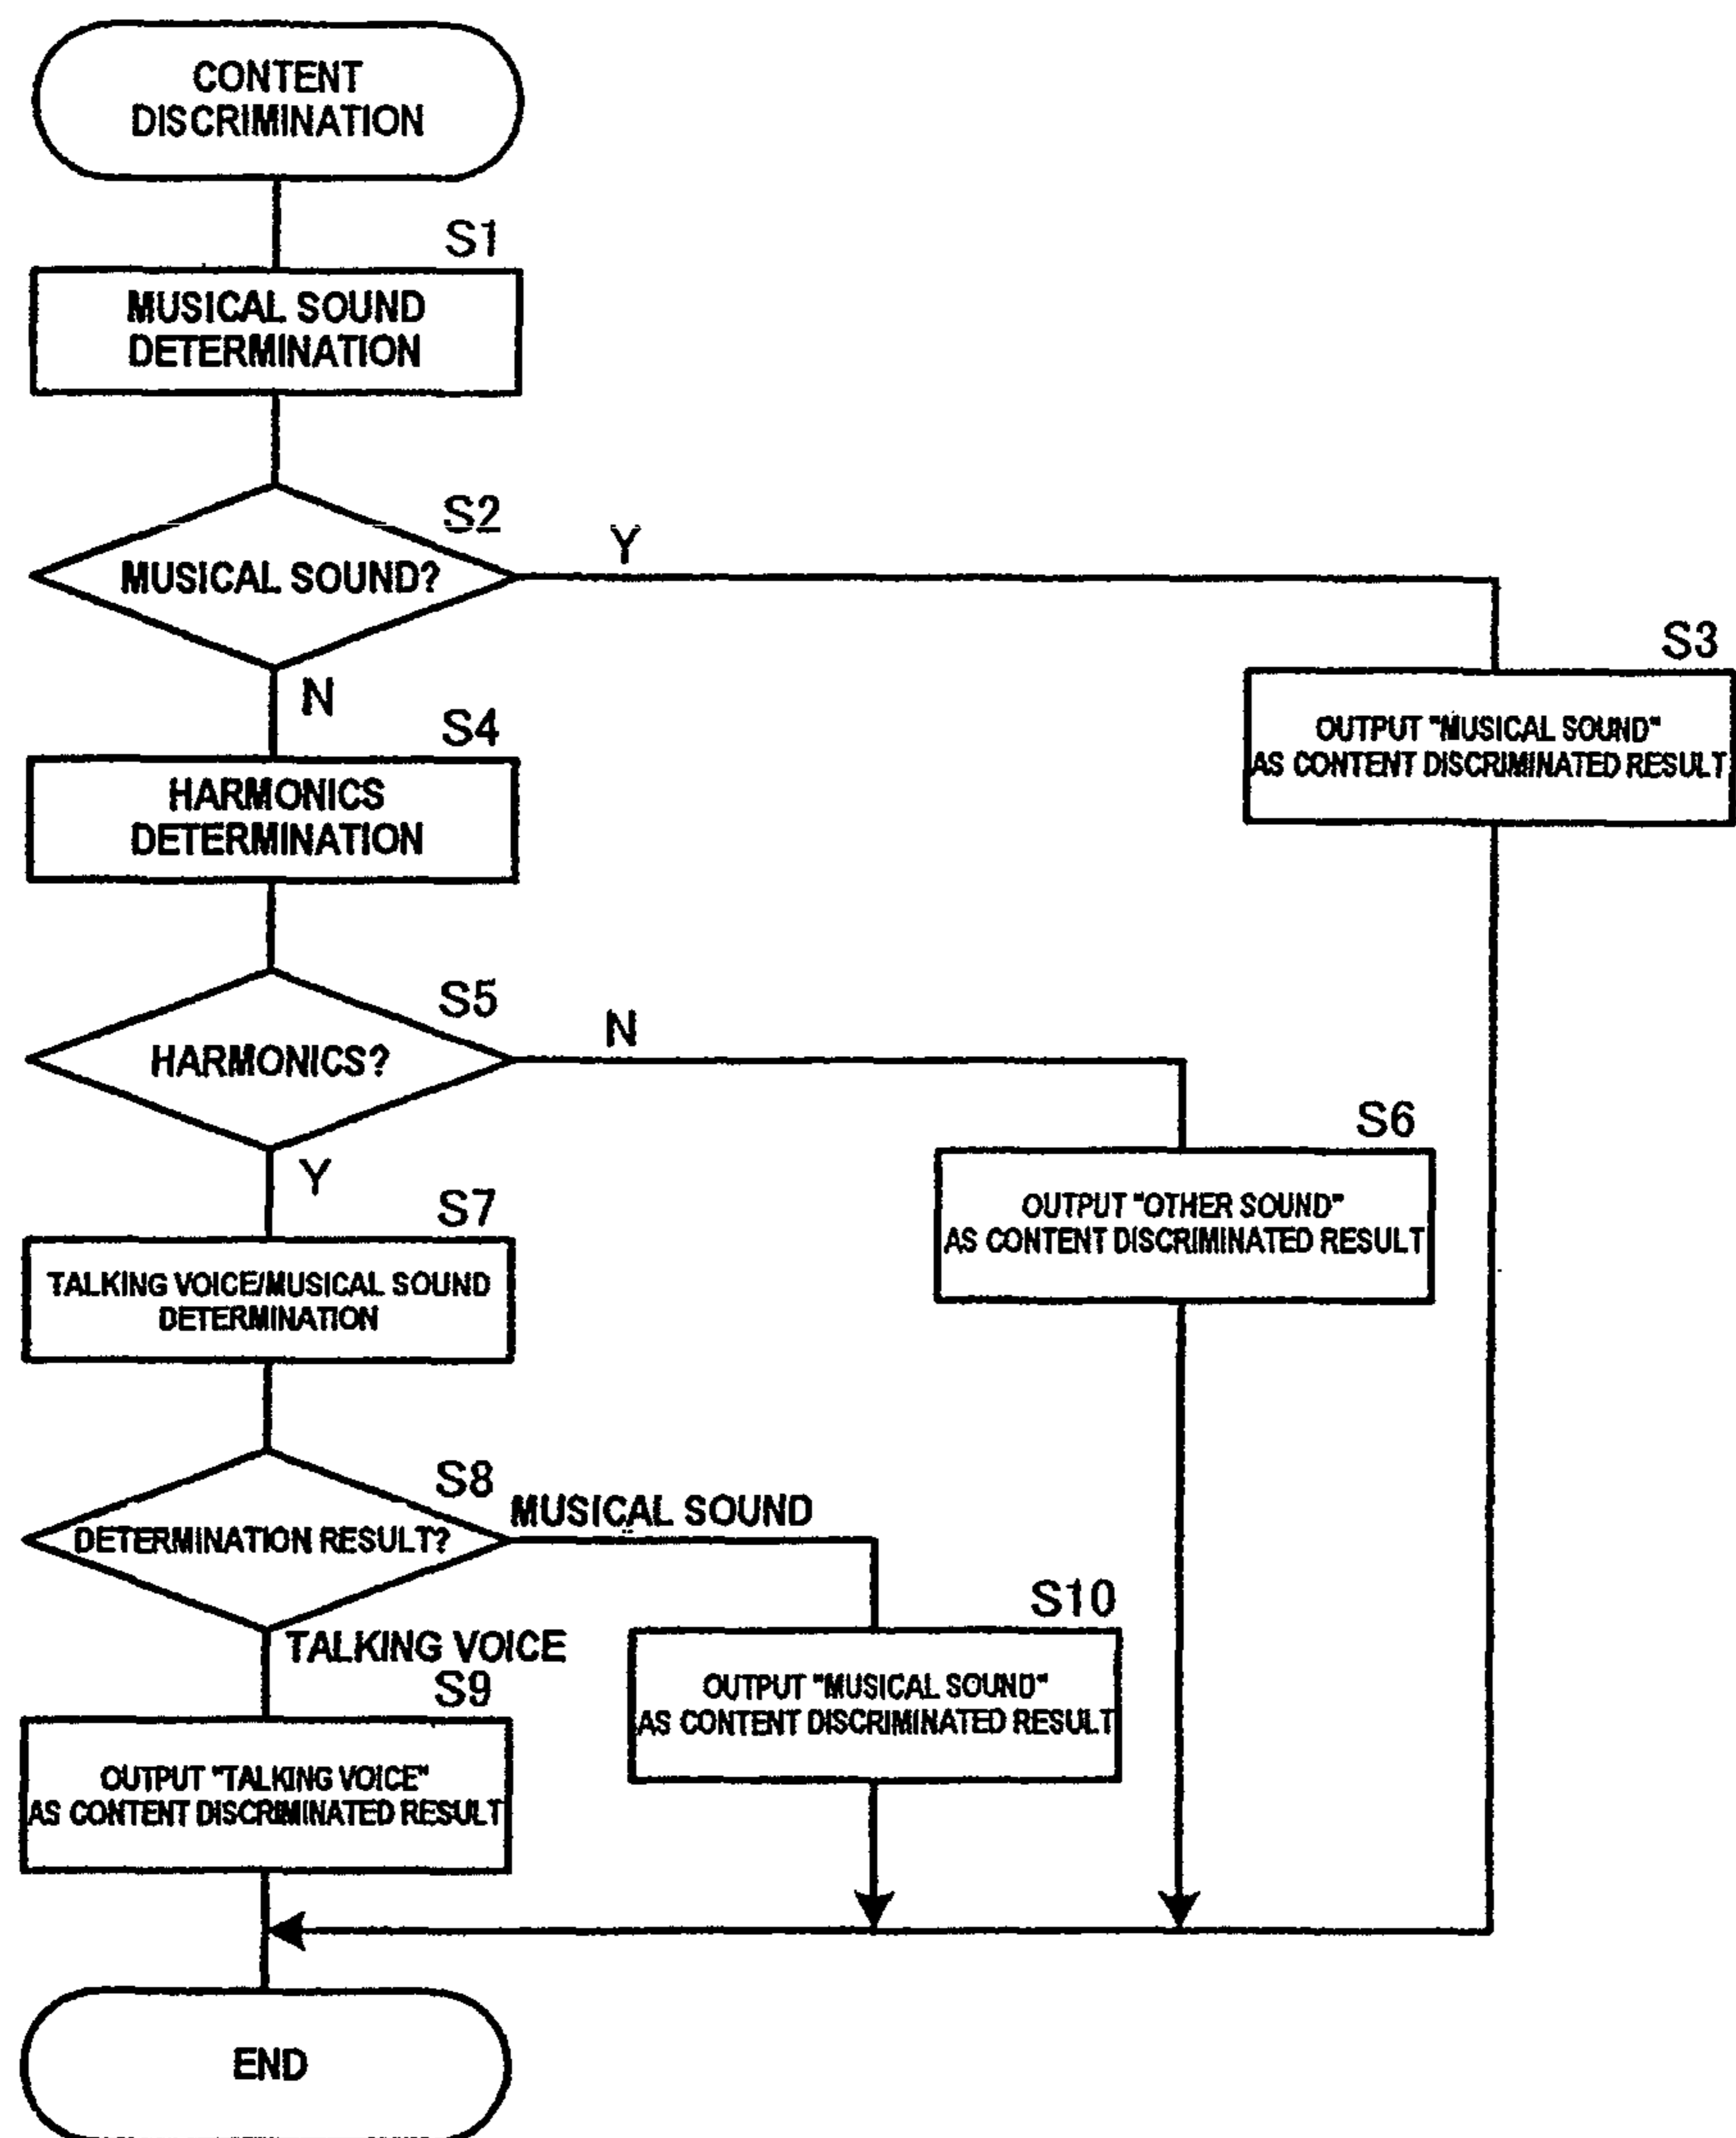 CONTENT
DISCRIMINATION
S1
MUSICAL SOUND
DETERMINATION
S2
MUSICAL SOUND?
Y
N
S3
OUTPUT "MUSICAL SOUND"
AS CONTENT DISCRIMINATED RESULT
S4
HARMONICS
DETERMINATION
S5
HARMONICS?
N
Y
S6
OUTPUT "OTHER SOUND"
AS CONTENT DISCRIMINATED RESULT
S7
TALKING VOICE/MUSICAL SOUND
DETERMINATION
S8
DETERMINATION RESULT?
MUSICAL SOUND
TALKING VOICE
S10
OUTPUT "MUSICAL SOUND"
AS CONTENT DISCRIMINATED RESULT
S9
OUTPUT "TALKING VOICE"
AS CONTENT DISCRIMINATED RESULT
END